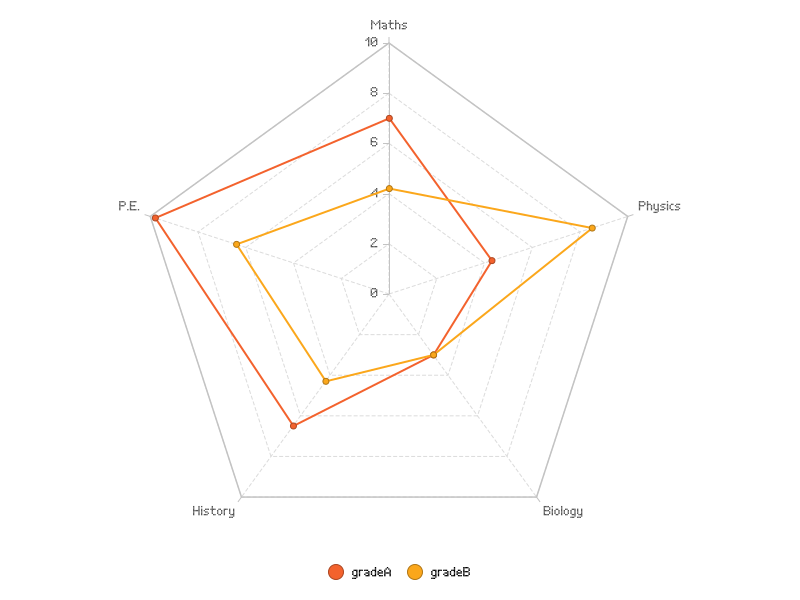 Maths
10
8
6
4
2
0
P.E.
Physics
History
Biology
gradeA
gradeB